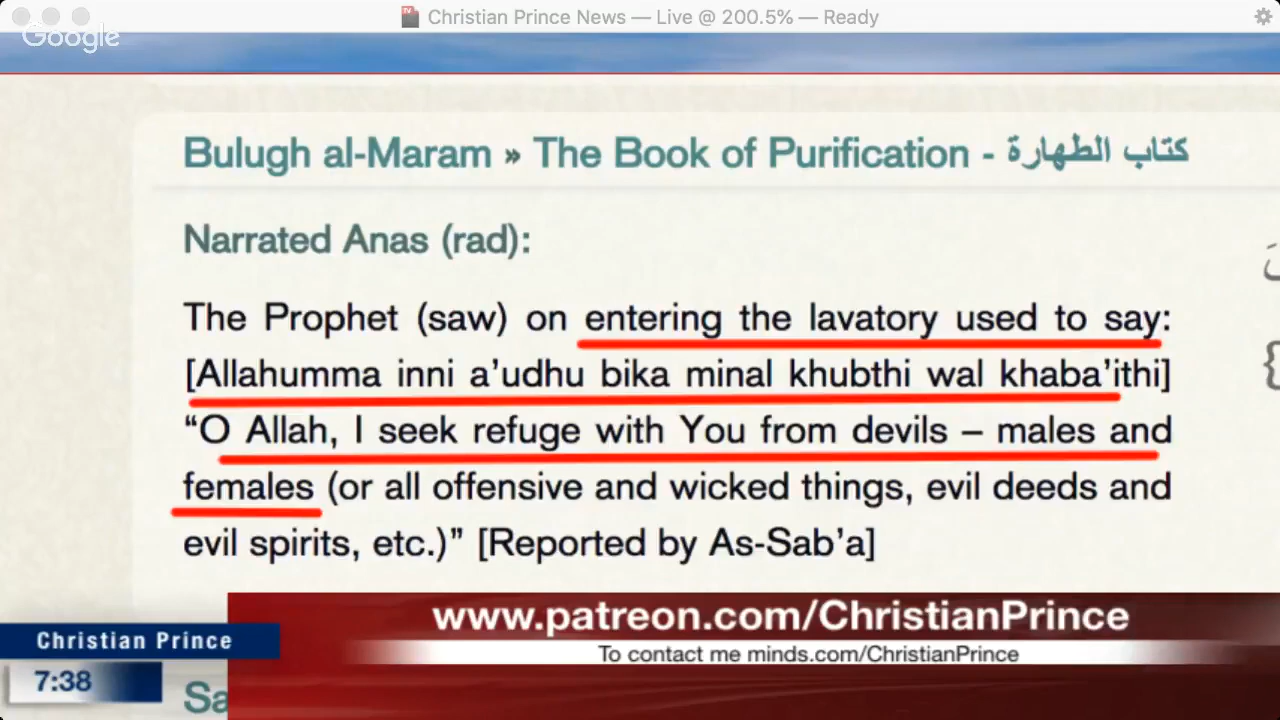 Christian Prince News — Live @ 200.5% — Ready
Google
Bulugh al-Maram » The Book of Purification - كتاب الطهارة
Narrated Anas (rad):
The Prophet (saw) on entering the lavatory used to say:
[Allahumma inni a’udhu bika minal khubthi wal khaba’ithi]
“O Allah, I seek refuge with You from devils – males and
females (or all offensive and wicked things, evil deeds and
evil spirits, etc.)” [Reported by As-Sab’a]
www.patreon.com/ChristianPrince
Christian Prince
To contact me minds.com/ChristianPrince
7:38